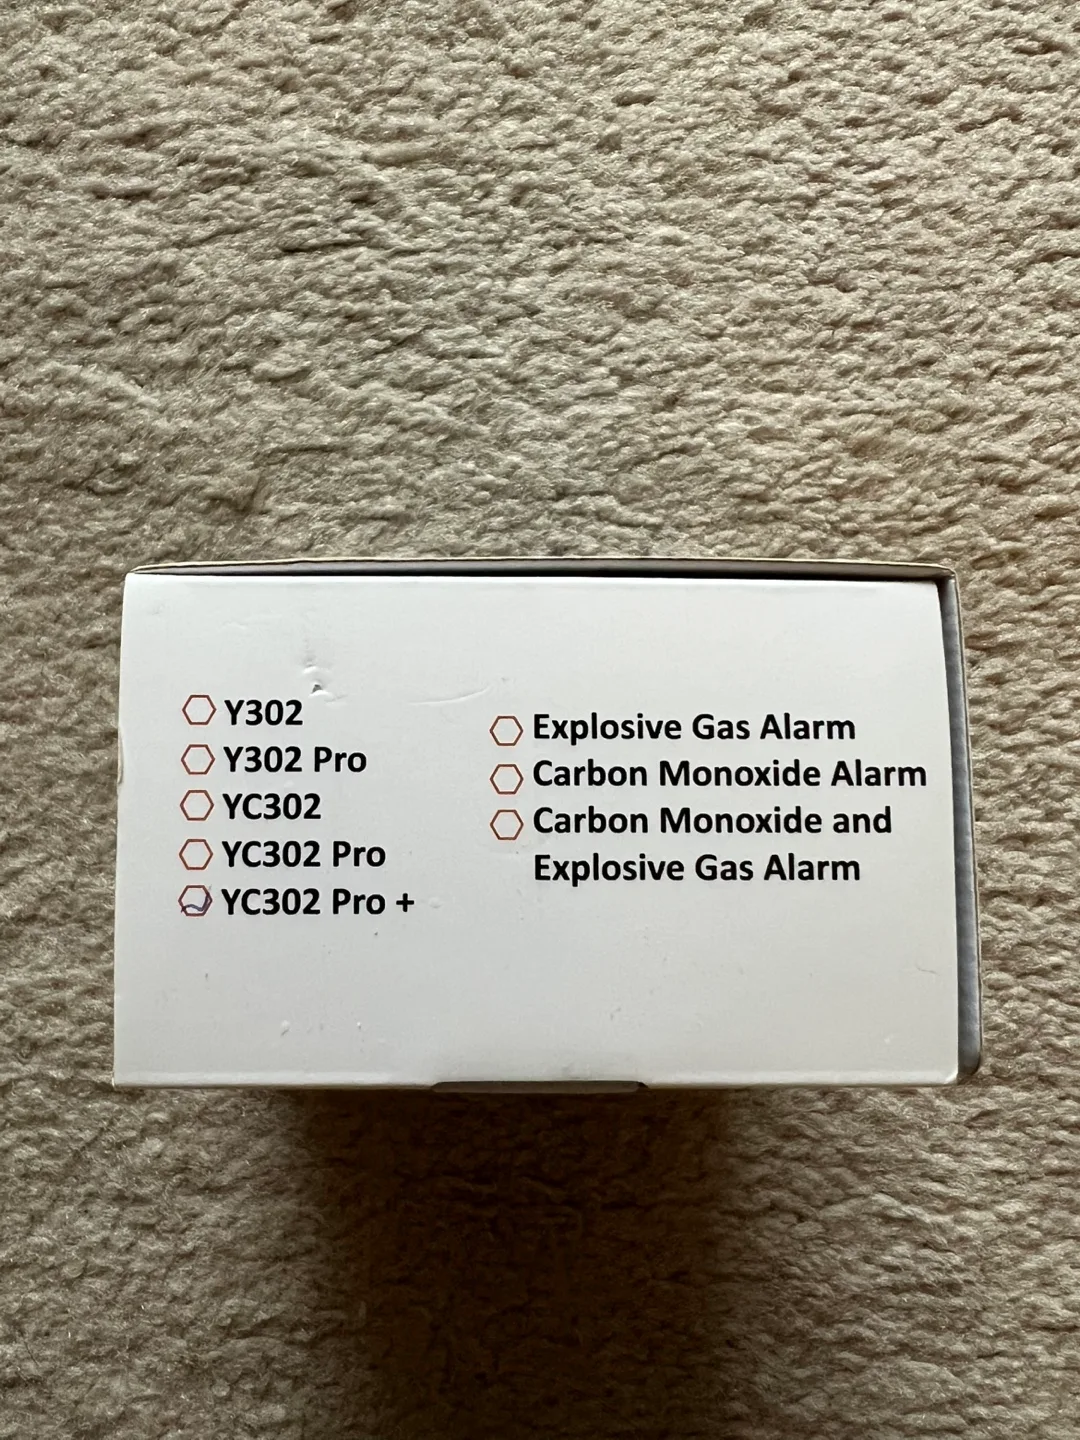 Y302
Y302 Pro
YC302
YC302 Pro
YC302 Pro +
Explosive Gas Alarm
Carbon Monoxide Alarm
Carbon Monoxide and
Explosive Gas Alarm